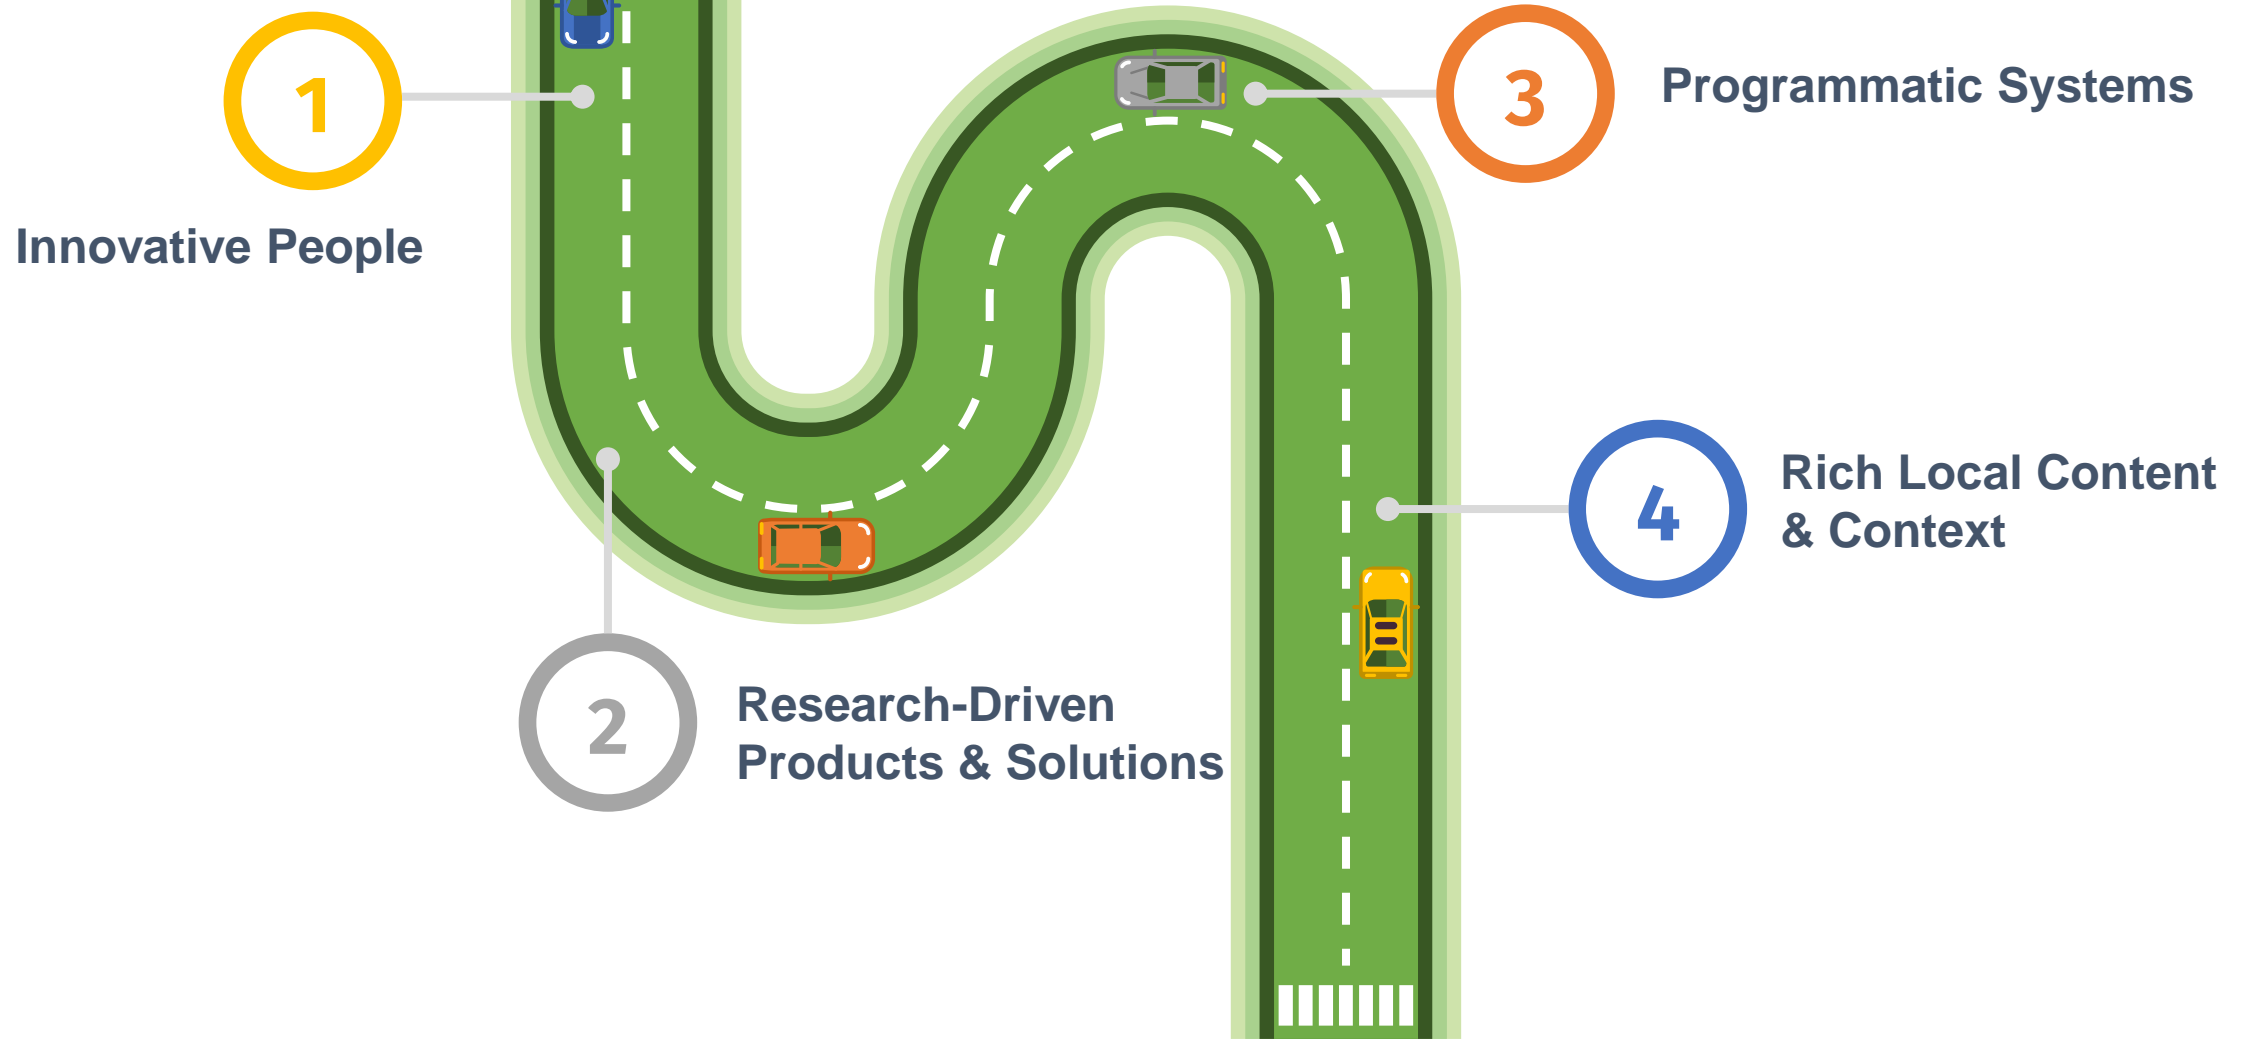 1
Innovative People
2
Research-Driven
Products & Solutions
3
Programmatic Systems
4
Rich Local Content
& Context